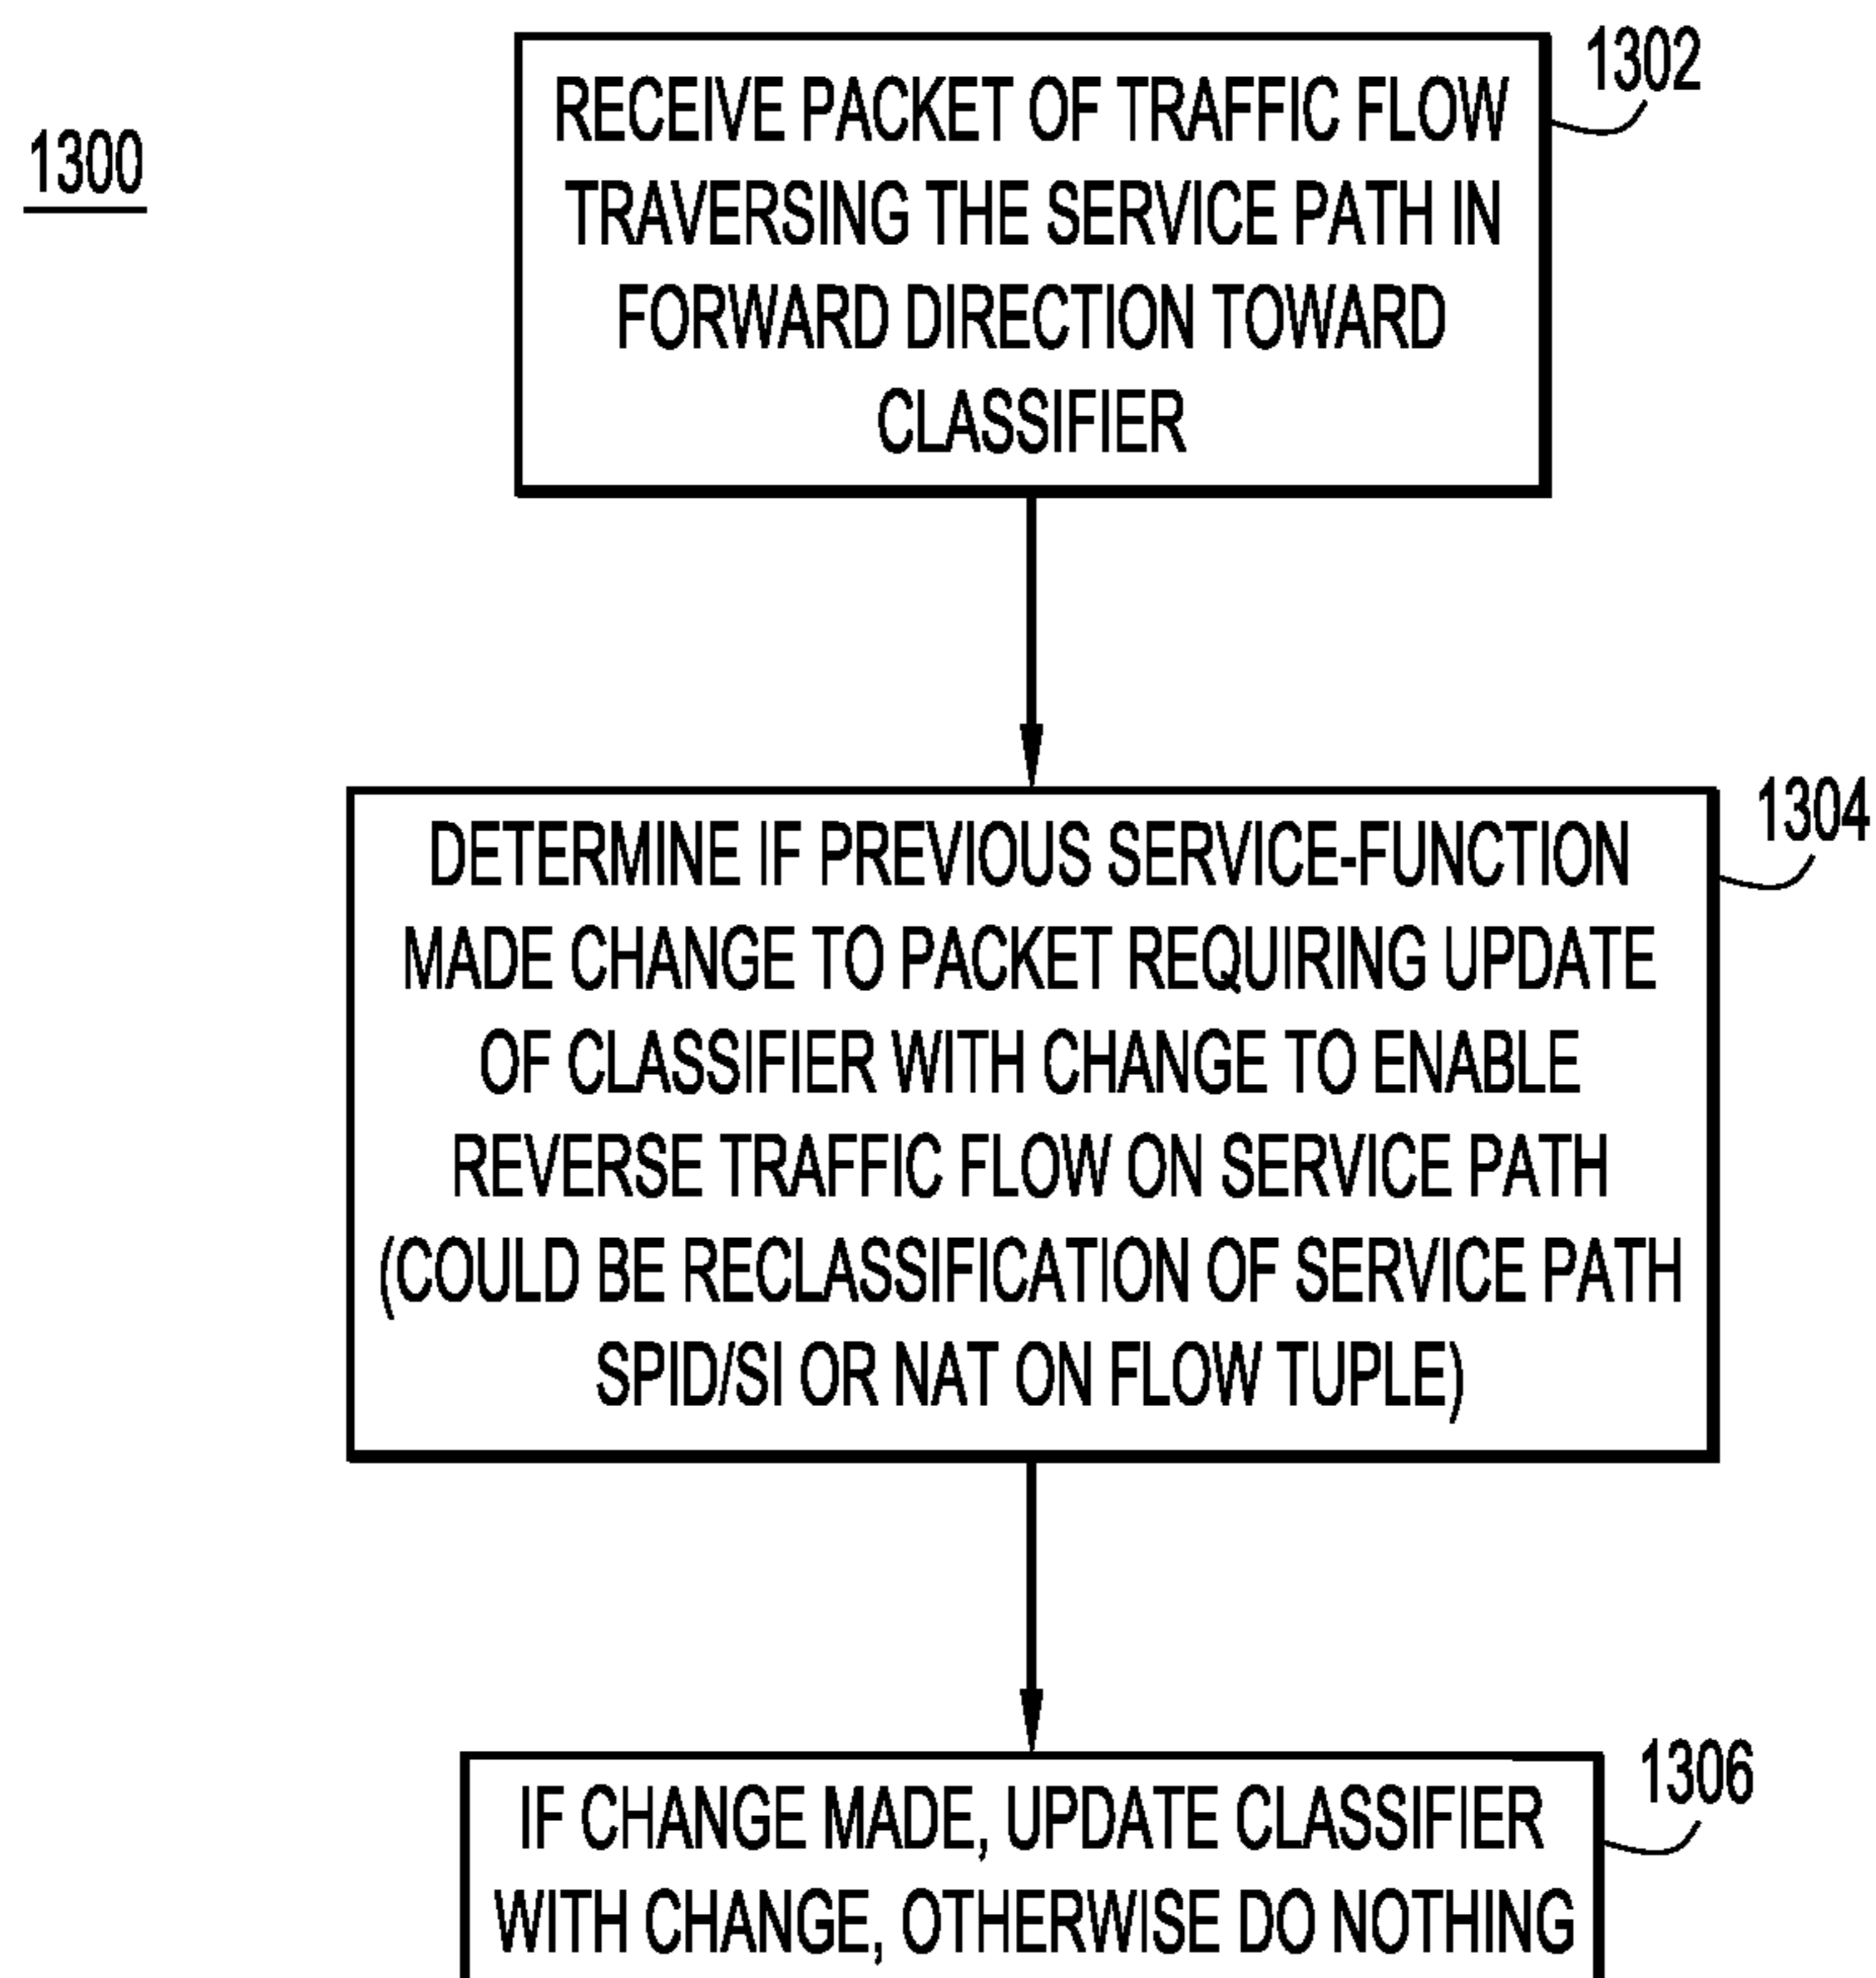 1300
1302
RECEIVE PACKET OF TRAFFIC FLOW
TRAVERSING THE SERVICE PATH IN
FORWARD DIRECTION TOWARD
CLASSIFIER
1304
DETERMINE IF PREVIOUS SERVICE-FUNCTION
MADE CHANGE TO PACKET REQUIRING UPDATE
OF CLASSIFIER WITH CHANGE TO ENABLE
REVERSE TRAFFIC FLOW ON SERVICE PATH
(COULD BE RECLASSIFICATION OF SERVICE PATH
SPID/SI OR NAT ON FLOW TUPLE)
1306
IF CHANGE MADE, UPDATE CLASSIFIER
WITH CHANGE, OTHERWISE DO NOTHING